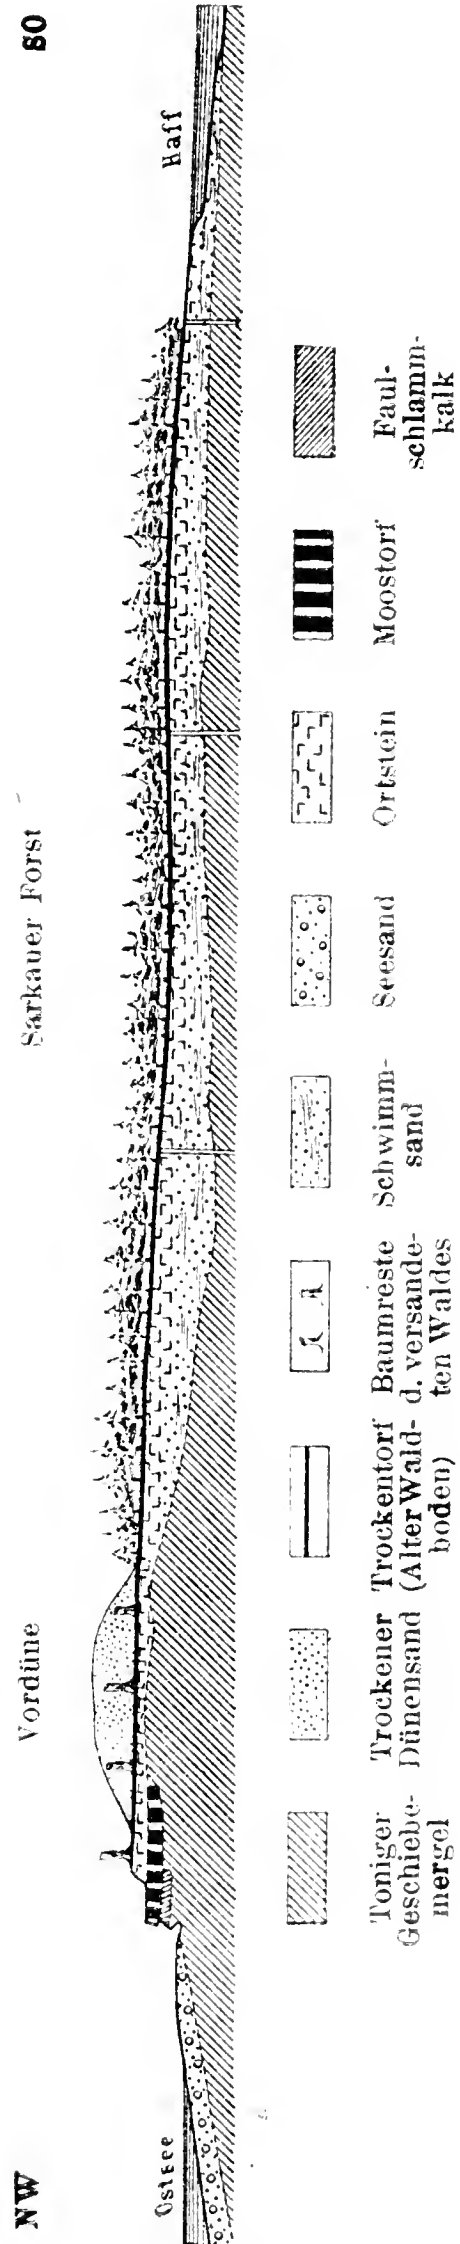 NW
SO
Vordüne
Sarkauer Forst
Ostsee
Haff
Toniger
Geschiebe-
mergel
Trockener
Dünensand
Trockentorf
(Alter Wald-
boden)
Baumreste
d. versande-
ten Waldes
Schwimm-
sand
Seesand
Ortstein
Moostorf
Faul-
schlamm-
kalk